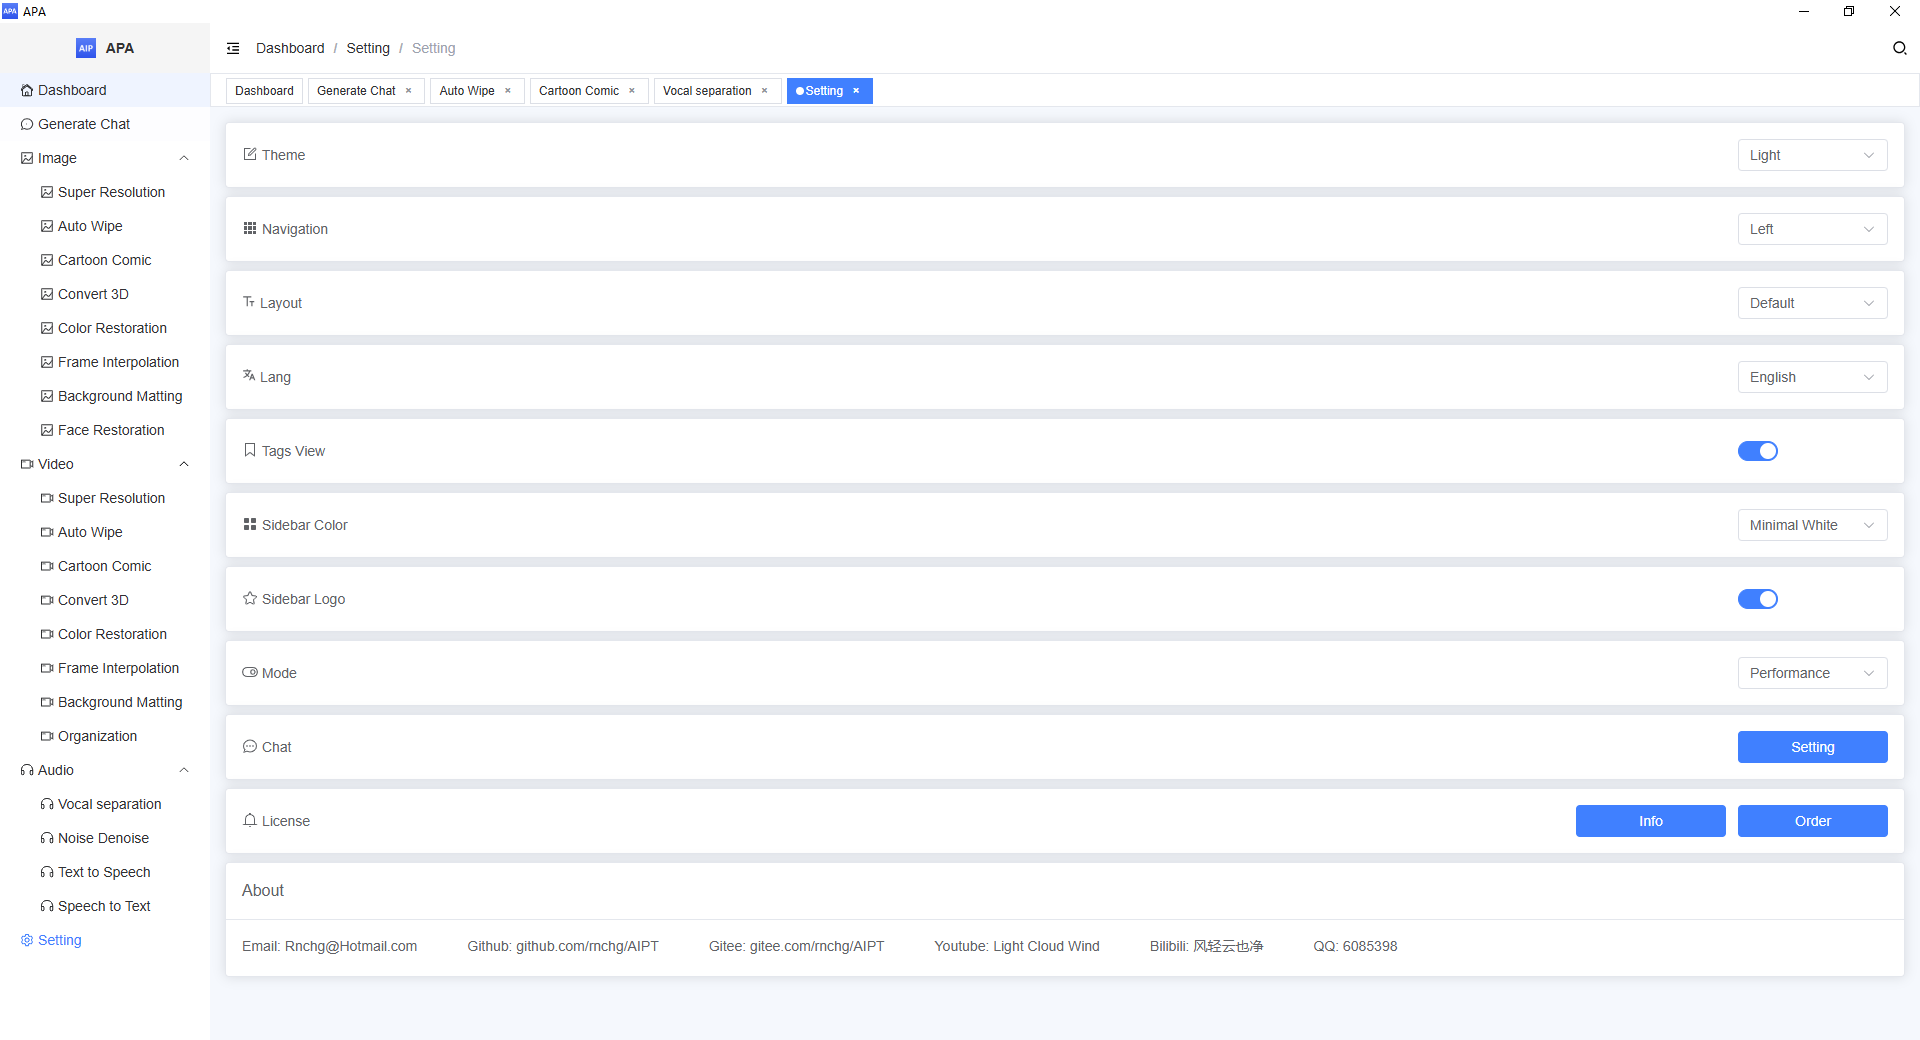 APA
AIP APA
Dashboard / Setting / Setting
Dashboard Generate Chat × Auto Wipe × Cartoon Comic × Vocal separation × Setting ×
Dashboard
Generate Chat
Image
Super Resolution
Auto Wipe
Cartoon Comic
Convert 3D
Color Restoration
Frame Interpolation
Background Matting
Face Restoration
Video
Super Resolution
Auto Wipe
Cartoon Comic
Convert 3D
Color Restoration
Frame Interpolation
Background Matting
Organization
Audio
Vocal separation
Noise Denoise
Text to Speech
Speech to Text
Setting
Theme Light
Navigation Left
Layout Default
Lang English
Tags View
Sidebar Color Minimal White
Sidebar Logo
Mode Performance
Chat Setting
License Info Order
About
Email: Rnchg@Hotmail.com Github: github.com/rnchg/AIPT Gitee: gitee.com/rnchg/AIPT Youtube: Light Cloud Wind Bilibili: 风轻云也净 QQ: 6085398